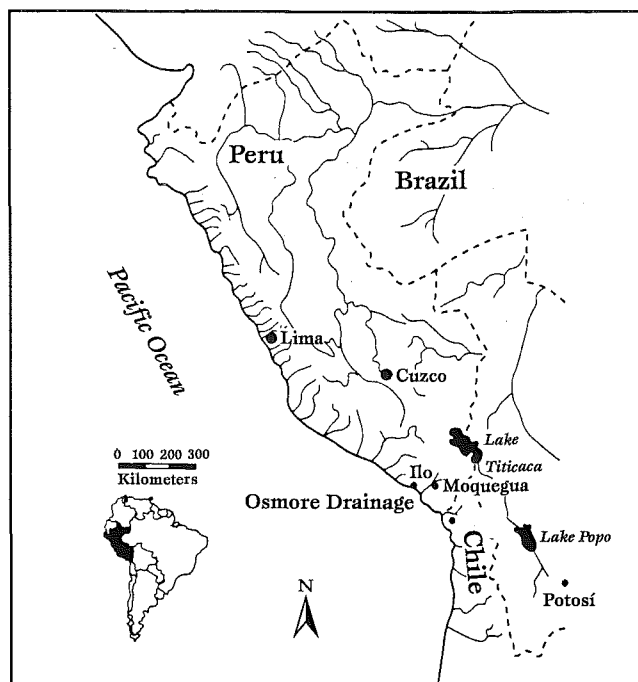 Peru
Brazil
Pacific Ocean
Lima
Cuzco
0 100 200 300
Kilometers
Lake
Titicaca
Ilo
Moquegua
Osmore Drainage
Chile
Lake Popo
Potosí
N